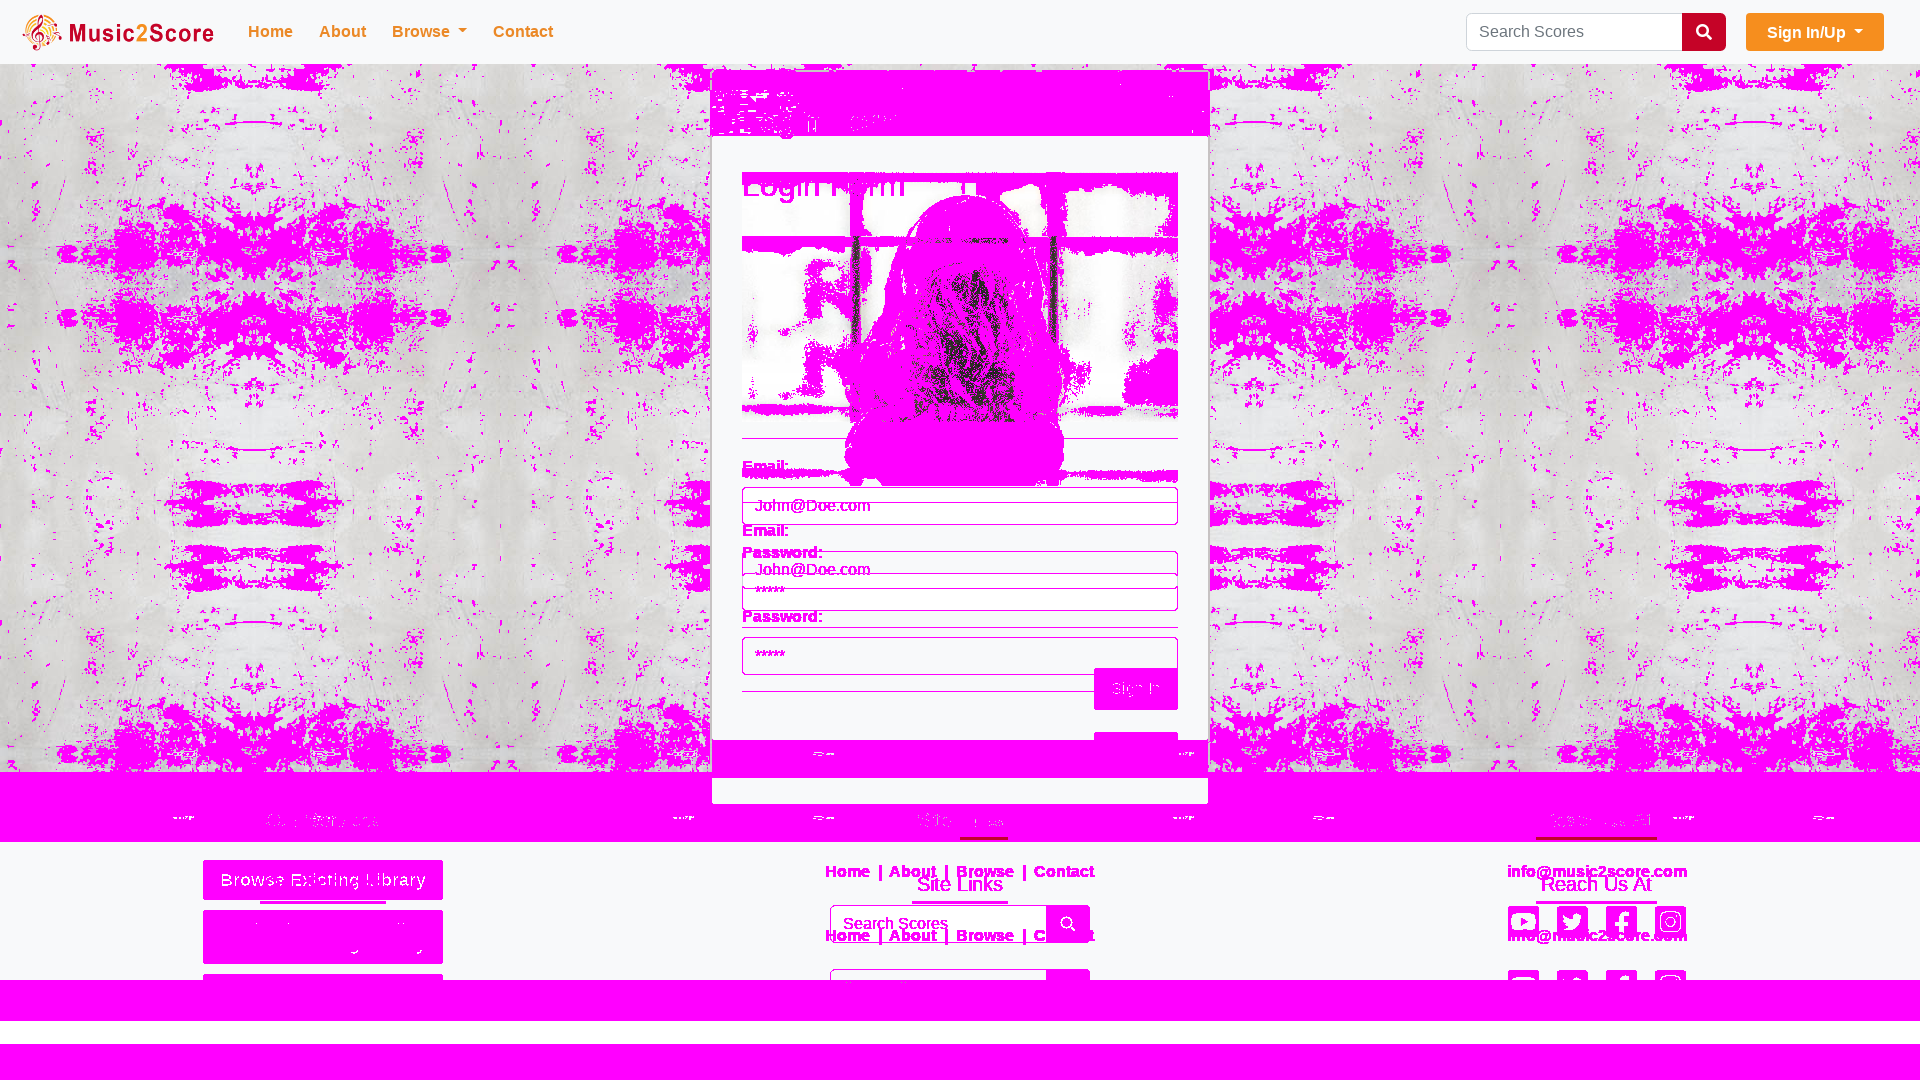 Music2Score Home About Browse Contact Search Scores Sign In/Up
Login Form
Email:
John@Doe.com
Email:
Password:
John@Doe.com
*****
Password:
*****
Sign In
Browse Existing Library
Home | About | Browse | Contact
info@music2score.com
Site Links
Reach Us At
Search Scores
Home | About | Browse
info@music2score.com